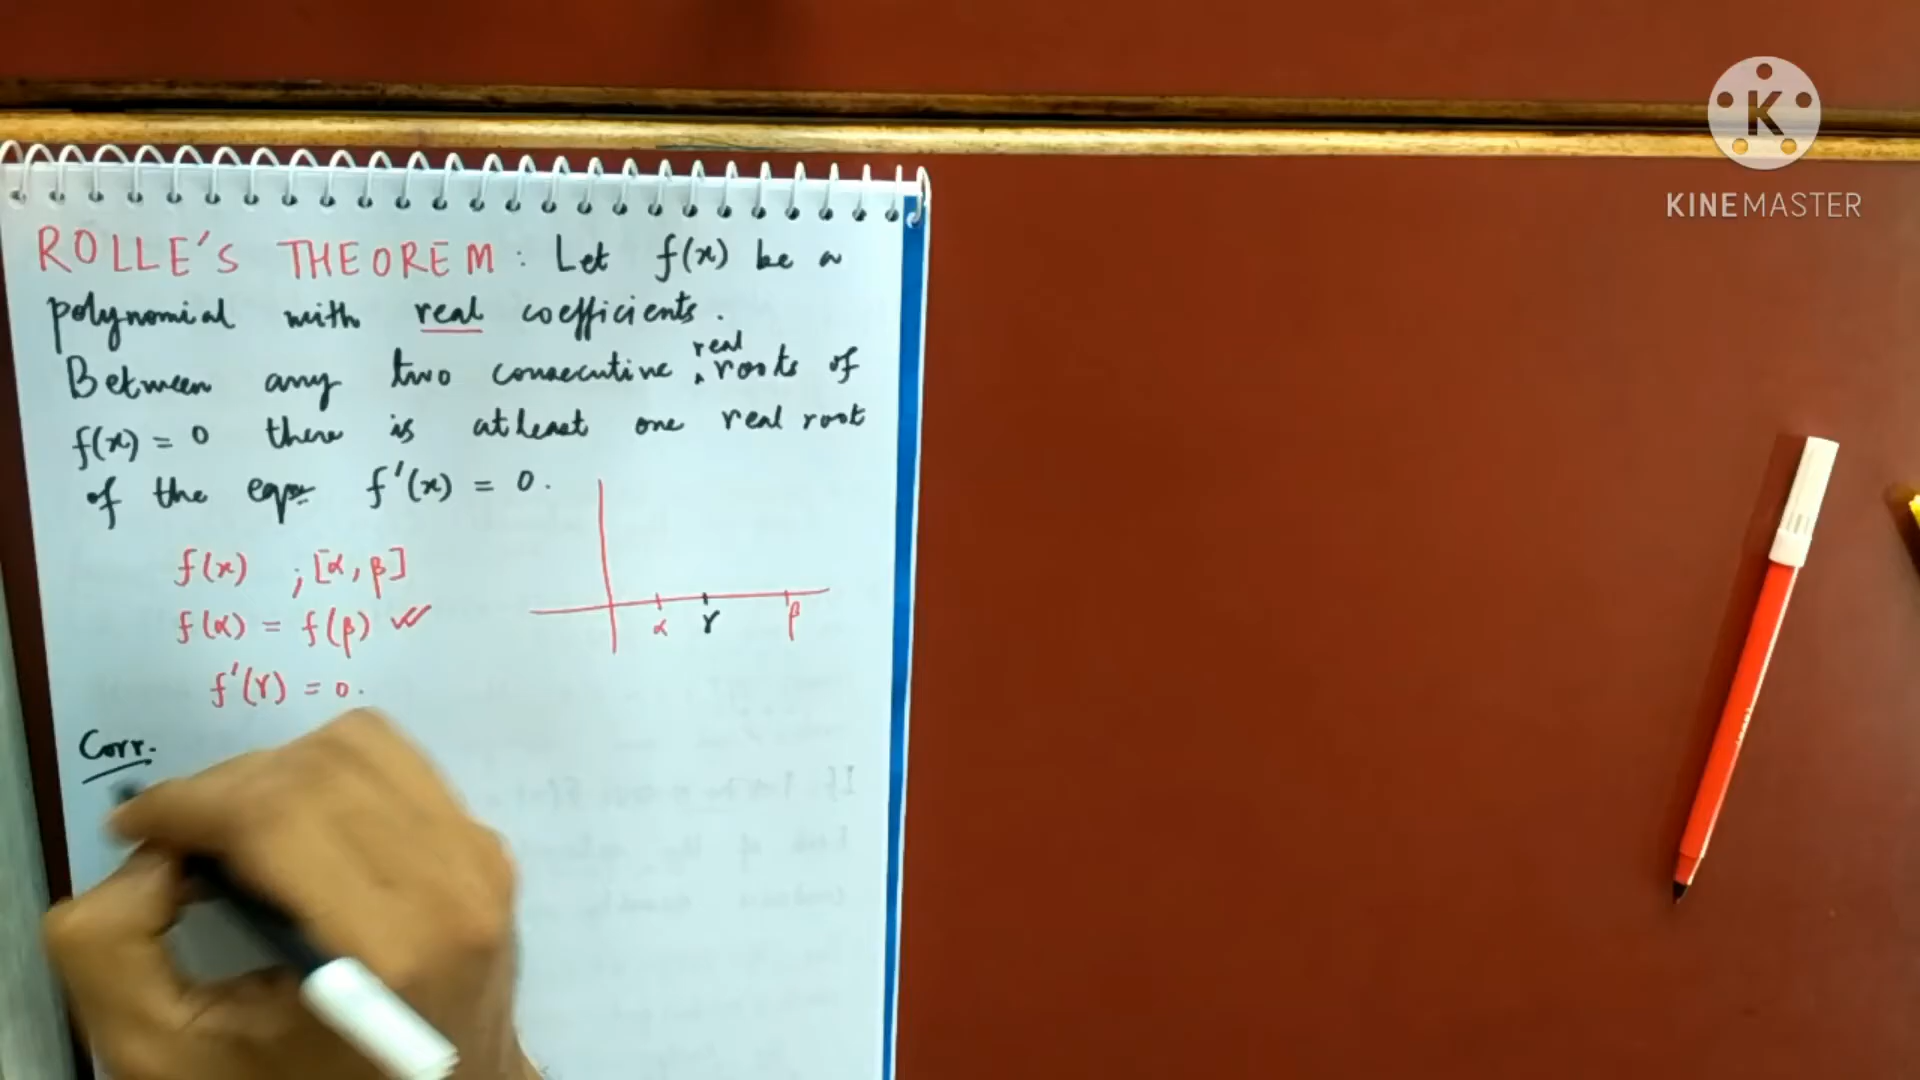 ROLLE'S THEOREM : Let f(x) be a
polynomial with real coefficients.
Between any two consecutive real roots of
f(x) = 0 there is atleast one real root
of the eqn f'(x) = 0.
f(x) ; [α, β]
f(α) = f(β) ✓
f'(γ) = 0.
α γ β
Corr.
K
KINEMASTER